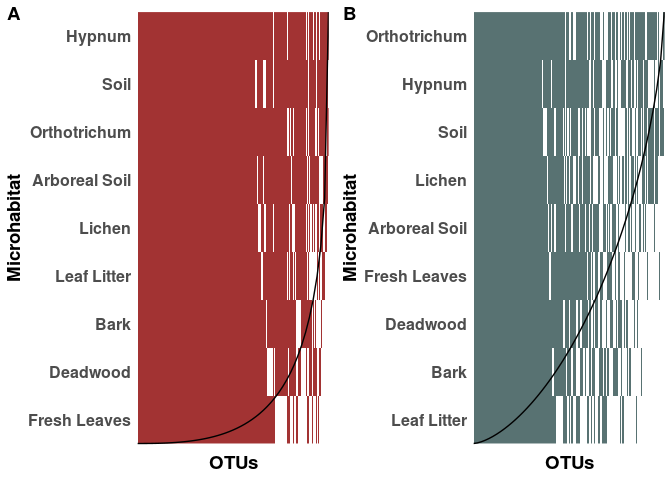 A
Hypnum
Soil
Orthotrichum
Arboreal Soil
Lichen
Leaf Litter
Bark
Deadwood
Fresh Leaves
Microhabitat
OTUs
B
Orthotrichum
Hypnum
Soil
Lichen
Arboreal Soil
Fresh Leaves
Deadwood
Bark
Leaf Litter
Microhabitat
OTUs